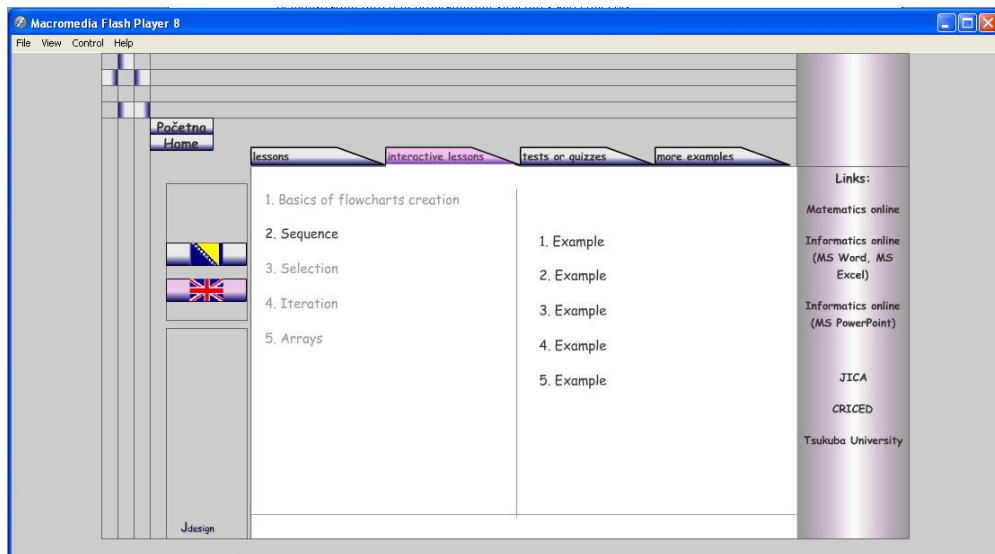 Macromedia Flash Player 8
File View Control Help
Početna
Home
lessons
interactive lessons
tests or quizzes
more examples
1. Basics of flowcharts creation
2. Sequence
3. Selection
4. Iteration
5. Arrays
1. Example
2. Example
3. Example
4. Example
5. Example
Links:
Matematics online
Informatics online
(MS Word, MS
Excel)
Informatics online
(MS PowerPoint)
JICA
CRICED
Tsukuba University
Jdesign